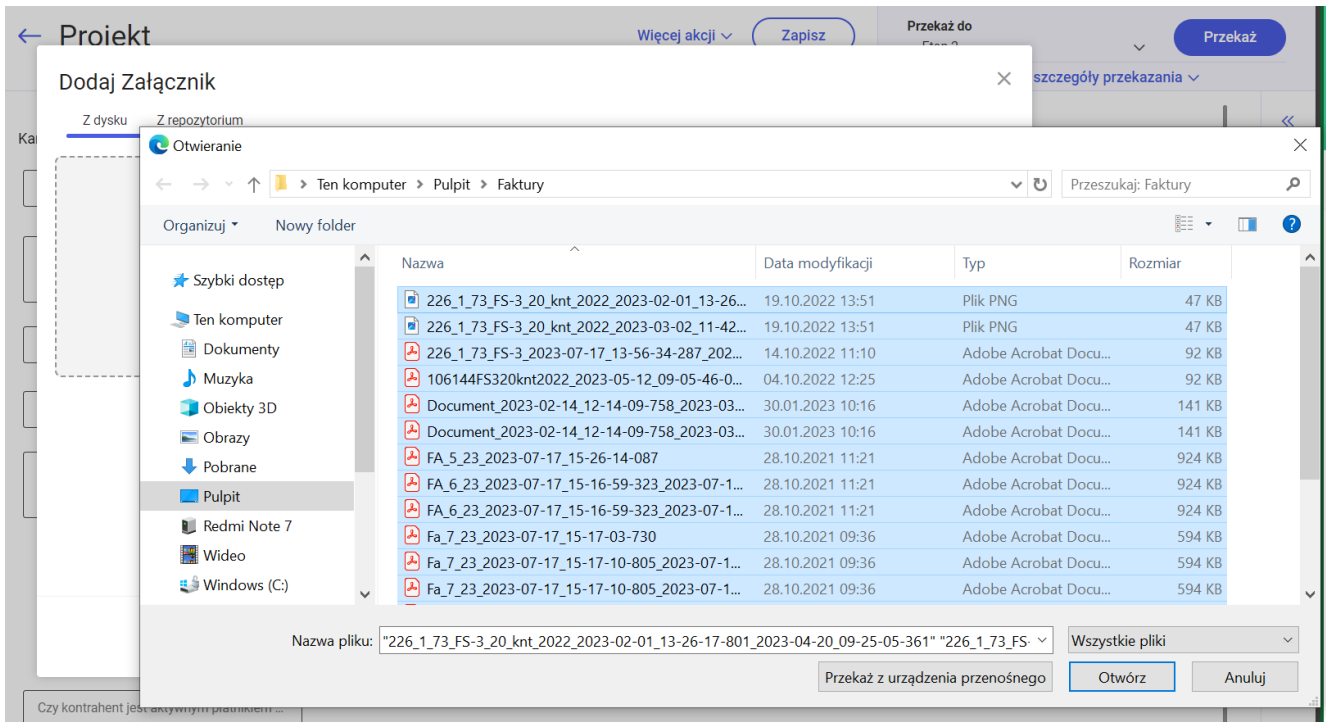 Projekt
Więcej akcji
Zapisz
Przekaż do
Etap 2
Przekaż
szczegóły przekazania
Dodaj Załącznik
Z dysku Z repozytorium
Otwieranie
Ten komputer > Pulpit > Faktury
Przeszukaj: Faktury
Organizuj
Nowy folder
Szybki dostęp
Ten komputer
Dokumenty
Muzyka
Obiekty 3D
Obrazy
Pobrane
Pulpit
Redmi Note 7
Wideo
Windows (C:)
Nazwa Data modyfikacji Typ Rozmiar
226_1_73_FS-3_20_knt_2022_2023-02-01_13-26... 19.10.2022 13:51 Plik PNG 47 KB
226_1_73_FS-3_20_knt_2022_2023-03-02_11-42... 19.10.2022 13:51 Plik PNG 47 KB
226_1_73_FS-3_2023-07-17_13-56-34-287_202... 14.10.2022 11:10 Adobe Acrobat Docu... 92 KB
106144FS320knt2022_2023-05-12_09-05-46-0... 04.10.2022 12:25 Adobe Acrobat Docu... 92 KB
Document_2023-02-14_12-14-09-758_2023-03... 30.01.2023 10:16 Adobe Acrobat Docu... 141 KB
Document_2023-02-14_12-14-09-758_2023-03... 30.01.2023 10:16 Adobe Acrobat Docu... 141 KB
FA_5_23_2023-07-17_15-26-14-087 28.10.2021 11:21 Adobe Acrobat Docu... 924 KB
FA_6_23_2023-07-17_15-16-59-323_2023-07-1... 28.10.2021 11:21 Adobe Acrobat Docu... 924 KB
FA_6_23_2023-07-17_15-16-59-323_2023-07-1... 28.10.2021 11:21 Adobe Acrobat Docu... 924 KB
Fa_7_23_2023-07-17_15-17-03-730 28.10.2021 09:36 Adobe Acrobat Docu... 594 KB
Fa_7_23_2023-07-17_15-17-10-805_2023-07-1... 28.10.2021 09:36 Adobe Acrobat Docu... 594 KB
Fa_7_23_2023-07-17_15-17-10-805_2023-07-1... 28.10.2021 09:36 Adobe Acrobat Docu... 594 KB
Nazwa pliku: "226_1_73_FS-3_20_knt_2022_2023-02-01_13-26-17-801_2023-04-20_09-25-05-361" "226_1_73_FS- Wszystkie pliki
Przekaż z urządzenia przenośnego Otwórz Anuluj
Czy kontrahent jest aktywnym płatnikiem ...